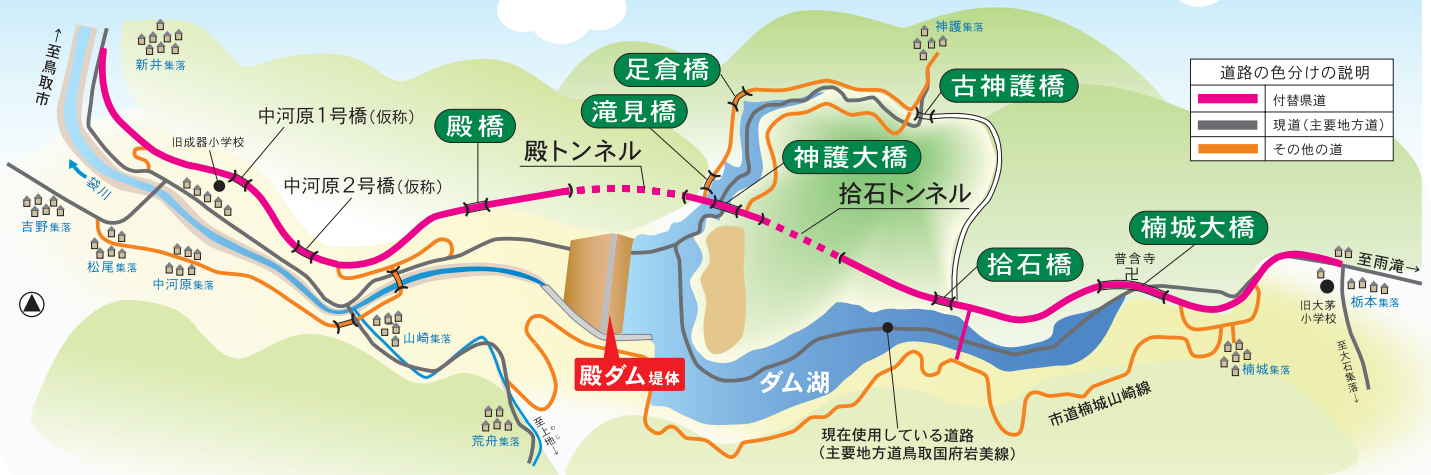 ↑至鳥取市
新井集落
中河原1号橋(仮称)
旧成器小学校
中河原2号橋(仮称)
袋川
吉野集落
松尾集落
中河原集落
山崎集落
荒舟集落
至上地→
わじ
殿橋
殿トンネル
足倉橋
滝見橋
神護大橋
拾石トンネル
神護集落
古神護橋
道路の色分けの説明
付替県道
現道(主要地方道)
その他の道
拾石橋
楠城大橋
普含寺
卍
至雨滝→
旧大茅
小学校
栃本集落
至大石集落→
楠城集落
市道楠城山崎線
殿ダム堤体
ダム湖
現在使用している道路
(主要地方道鳥取国府岩美線)